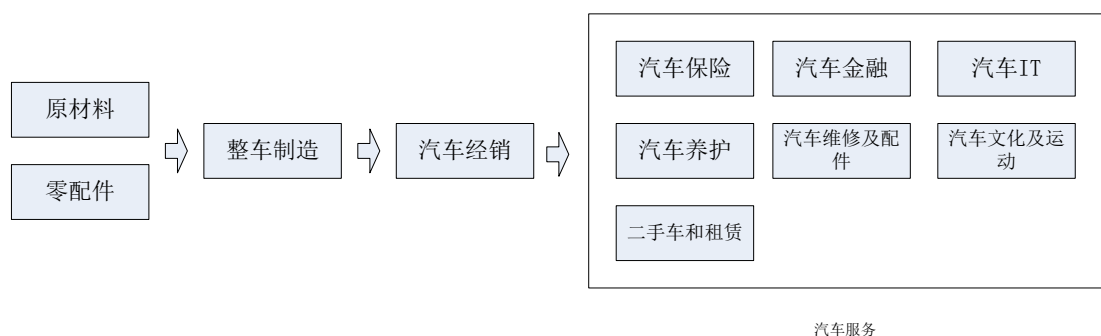 原材料
零配件
整车制造
汽车经销
汽车保险
汽车金融
汽车IT
汽车养护
汽车维修及配
件
汽车文化及运
动
二手车和租赁
汽车服务